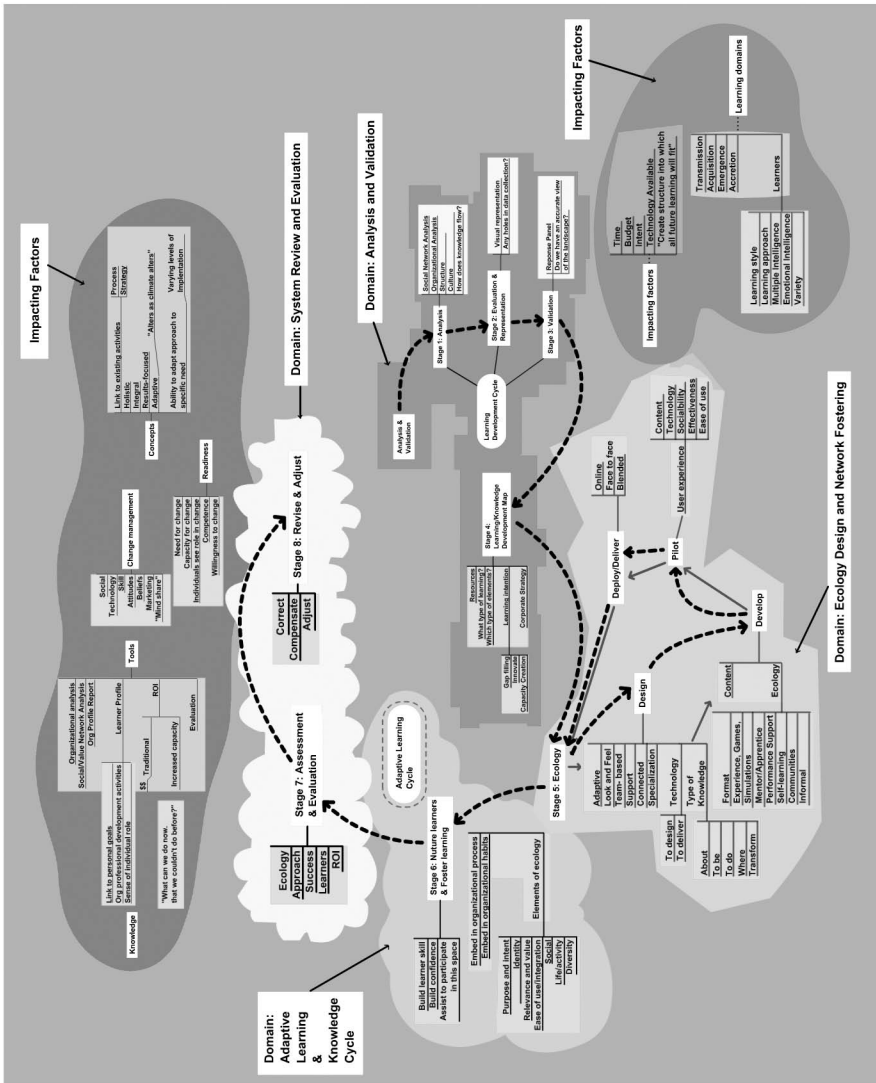 Domain:
Adaptive
Learning
&
Knowledge
Cycle
Build learner skill
Build confidence
Assist to participate
in this space
Stage 6: Nuture learners
& Foster learning
Embed in organizational process
Embed in organizational habits
Purpose and intent
Identity
Relevance and value
Ease of use/integration
Social
Life/activity
Diversity
Elements of ecology
Adaptive Learning
Cycle
Ecology
Approach
Success
Learners
ROI
Stage 7: Assessment
& Evaluation
Correct
Compensate
Adjust
Stage 8: Revise & Adjust
Domain: System Review and Evaluation
Knowledge
Link to personal goals
Org professional development activities
Sense of individual role
"What can we do now,
that we couldn't do before?"
Organizational analysis
Social/Value Network Analysis
Org Profile Report
Learner Profile
$$
Traditional
ROI
Increased capacity
Evaluation
Tools
Social
Technology
Skill
Attitudes
Beliefs
Marketing
"Mind share"
Change management
Need for change
Capacity for change
Individuals see role in change
Competence
Willingness to change
Readiness
Concepts
Link to existing activities
Holistic
Integral
Results-focused
Adaptive
Process
Strategy
"Alters as climate alters"
Ability to adapt approach to
specific need
Varying levels of
Implentation
Impacting Factors
Domain: Analysis and Validation
Analysis &
Validation
Learning
Development Cycle
Stage 1: Analysis
Social Network Analysis
Organizational Analysis
Structure
Culture
How does knowledge flow?
Stage 2: Evaluation &
Representation
Visual representation
Any holes in data collection?
Stage 3: Validation
Reponse Panel
Do we have an accurate view
of the landscape?
Stage 4:
Learning/Knowledge
Development Map
Resources
What type of learning?
Which type of elements?
Learning intention
Gap filling
Innovate
Capacity Creation
Corporate Strategy
Stage 5: Ecology
Adaptive
Look and Feel
Team- based
Support
Connected
Specialization
Technology
Type of
Knowledge
To design
To deliver
About
To be
To do
Where
Transform
Design
Content
Ecology
Format
Experience, Games,
Simulations
Mentor/Apprentice
Performance Support
Self-learning
Communities
Informal
Develop
Pilot
User experience
Content
Technology
Socialbility
Effectiveness
Ease of use
Deploy/Deliver
Online
Face to face
Blended
Domain: Ecology Design and Network Fostering
Impacting Factors
Impacting factors
Time
Budget
Intent
Technology Available
"Create structure into which
all future learning will fit"
Transmission
Acquisition
Emergence
Accretion
Learning domains
Learners
Learning style
Learning approach
Multiple Intelligence
Emotional Intelligence
Variety